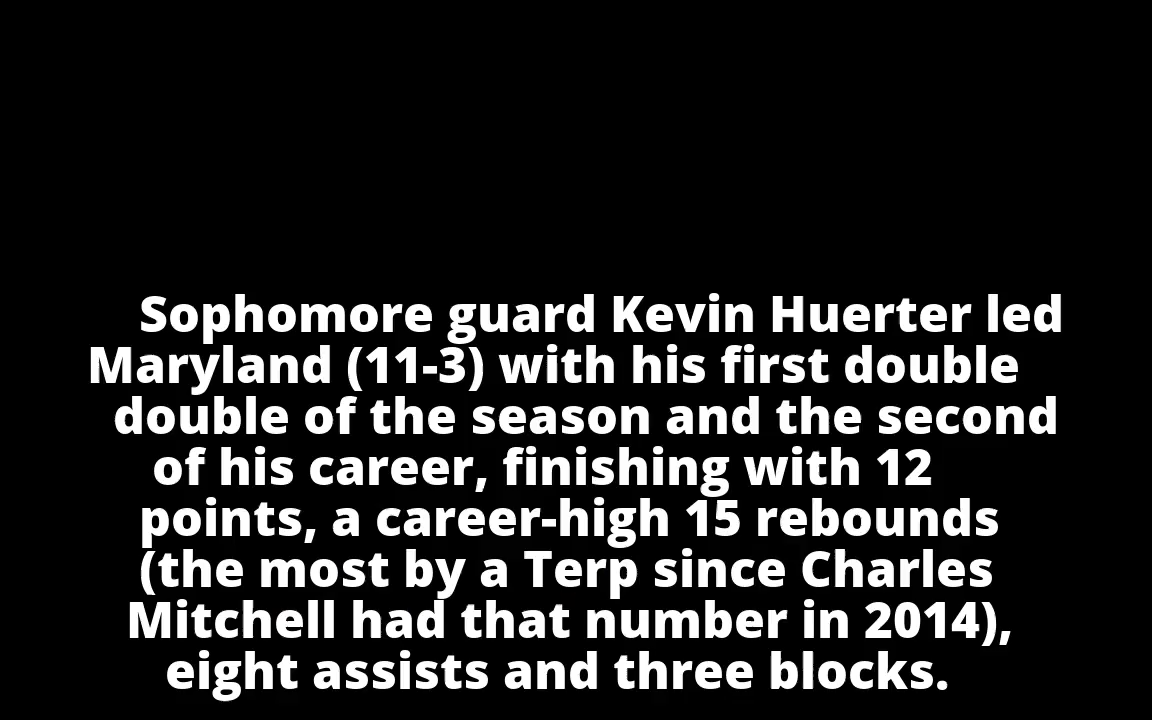 Sophomore guard Kevin Huerter led
Maryland (11-3) with his first double
double of the season and the second
of his career, finishing with 12
points, a career-high 15 rebounds
(the most by a Terp since Charles
Mitchell had that number in 2014),
eight assists and three blocks.